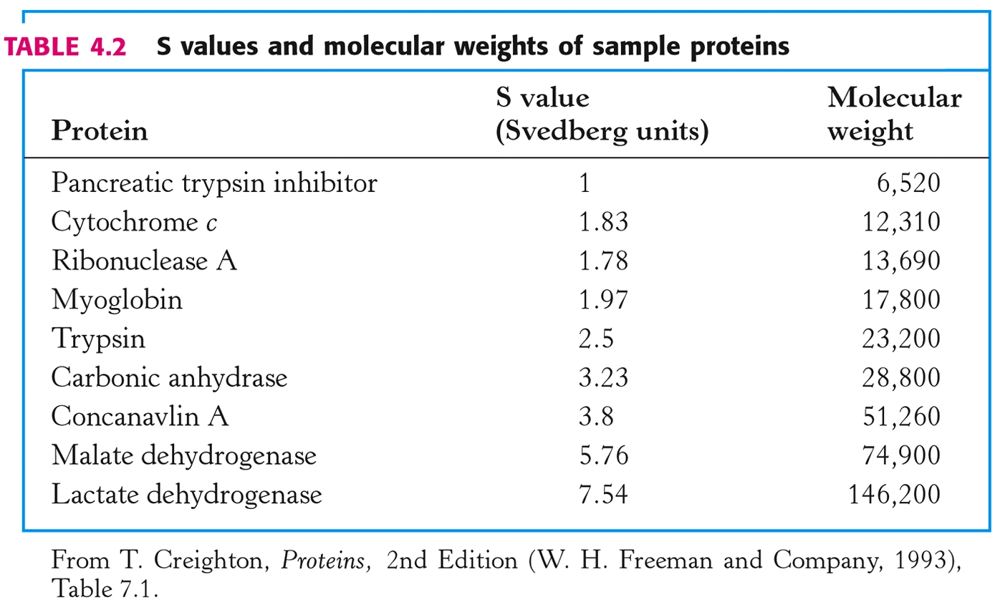 TABLE 4.2 S values and molecular weights of sample proteins
S value Molecular
Protein (Svedberg units) weight
Pancreatic trypsin inhibitor 1 6,520
Cytochrome c 1.83 12,310
Ribonuclease A 1.78 13,690
Myoglobin 1.97 17,800
Trypsin 2.5 23,200
Carbonic anhydrase 3.23 28,800
Concanavlin A 3.8 51,260
Malate dehydrogenase 5.76 74,900
Lactate dehydrogenase 7.54 146,200
From T. Creighton, Proteins, 2nd Edition (W. H. Freeman and Company, 1993),
Table 7.1.